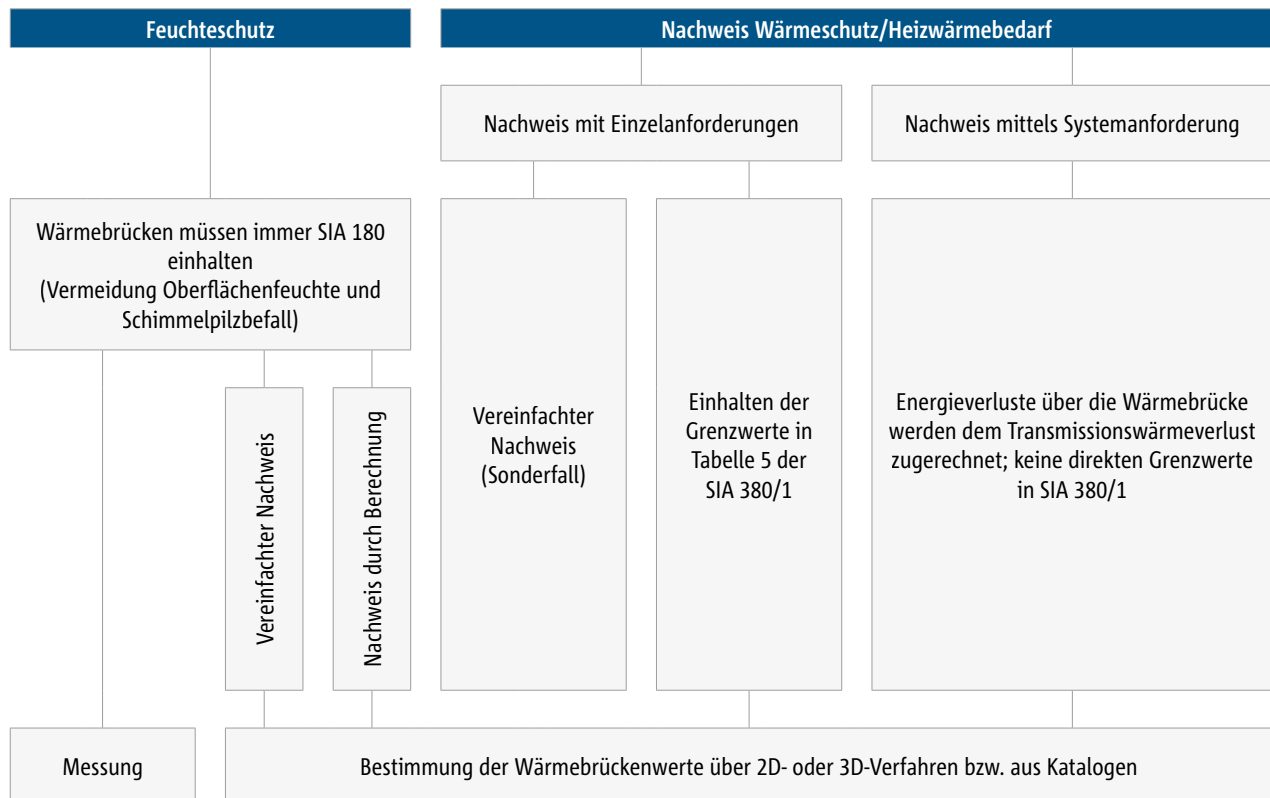 Feuchteschutz
Nachweis Wärmeschutz/Heizwärmebedarf
Nachweis mit Einzelanforderungen
Nachweis mittels Systemanforderung
Wärmebrücken müssen immer SIA 180
einhalten
(Vermeidung Oberflächenfeuchte und
Schimmelpilzbefall)
Vereinfachter Nachweis
Nachweis durch Berechnung
Vereinfachter
Nachweis
(Sonderfall)
Einhalten der
Grenzwerte in
Tabelle 5 der
SIA 380/1
Energieverluste über die Wärmebrücke
werden dem Transmissionswärmeverlust
zugerechnet; keine direkten Grenzwerte
in SIA 380/1
Messung
Bestimmung der Wärmebrückenwerte über 2D- oder 3D-Verfahren bzw. aus Katalogen